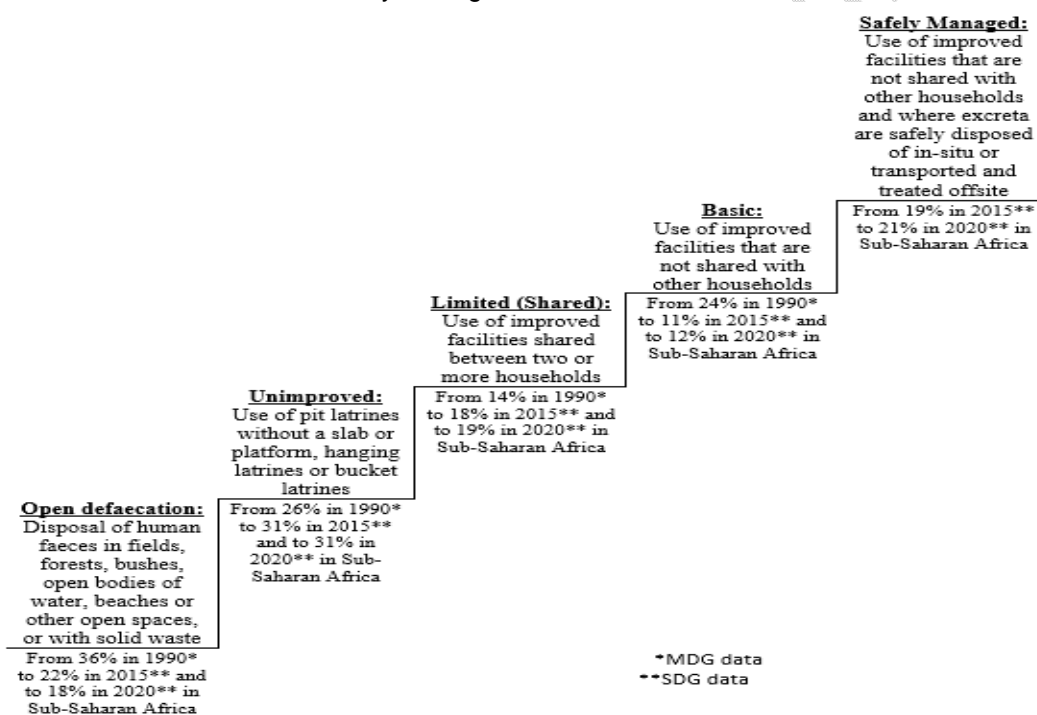 Safely Managed:
Use of improved
facilities that are
not shared with
other households
and where excreta
are safely disposed
of in-situ or
transported and
treated offsite
From 19% in 2015**
to 21% in 2020** in
Sub-Saharan Africa
Basic:
Use of improved
facilities that are
not shared with
other households
From 24% in 1990*
to 11% in 2015** and
to 12% in 2020** in
Sub-Saharan Africa
Limited (Shared):
Use of improved
facilities shared
between two or
more households
From 14% in 1990*
to 18% in 2015** and
to 19% in 2020** in
Sub-Saharan Africa
Unimproved:
Use of pit latrines
without a slab or
platform, hanging
latrines or bucket
latrines
From 26% in 1990*
to 31% in 2015**
and to 31% in
2020** in Sub-
Saharan Africa
Open defaecation:
Disposal of human
faeces in fields,
forests, bushes,
open bodies of
water, beaches or
other open spaces,
or with solid waste
From 36% in 1990*
to 22% in 2015** and
to 18% in 2020** in
Sub-Saharan Africa
*MDG data
**SDG data